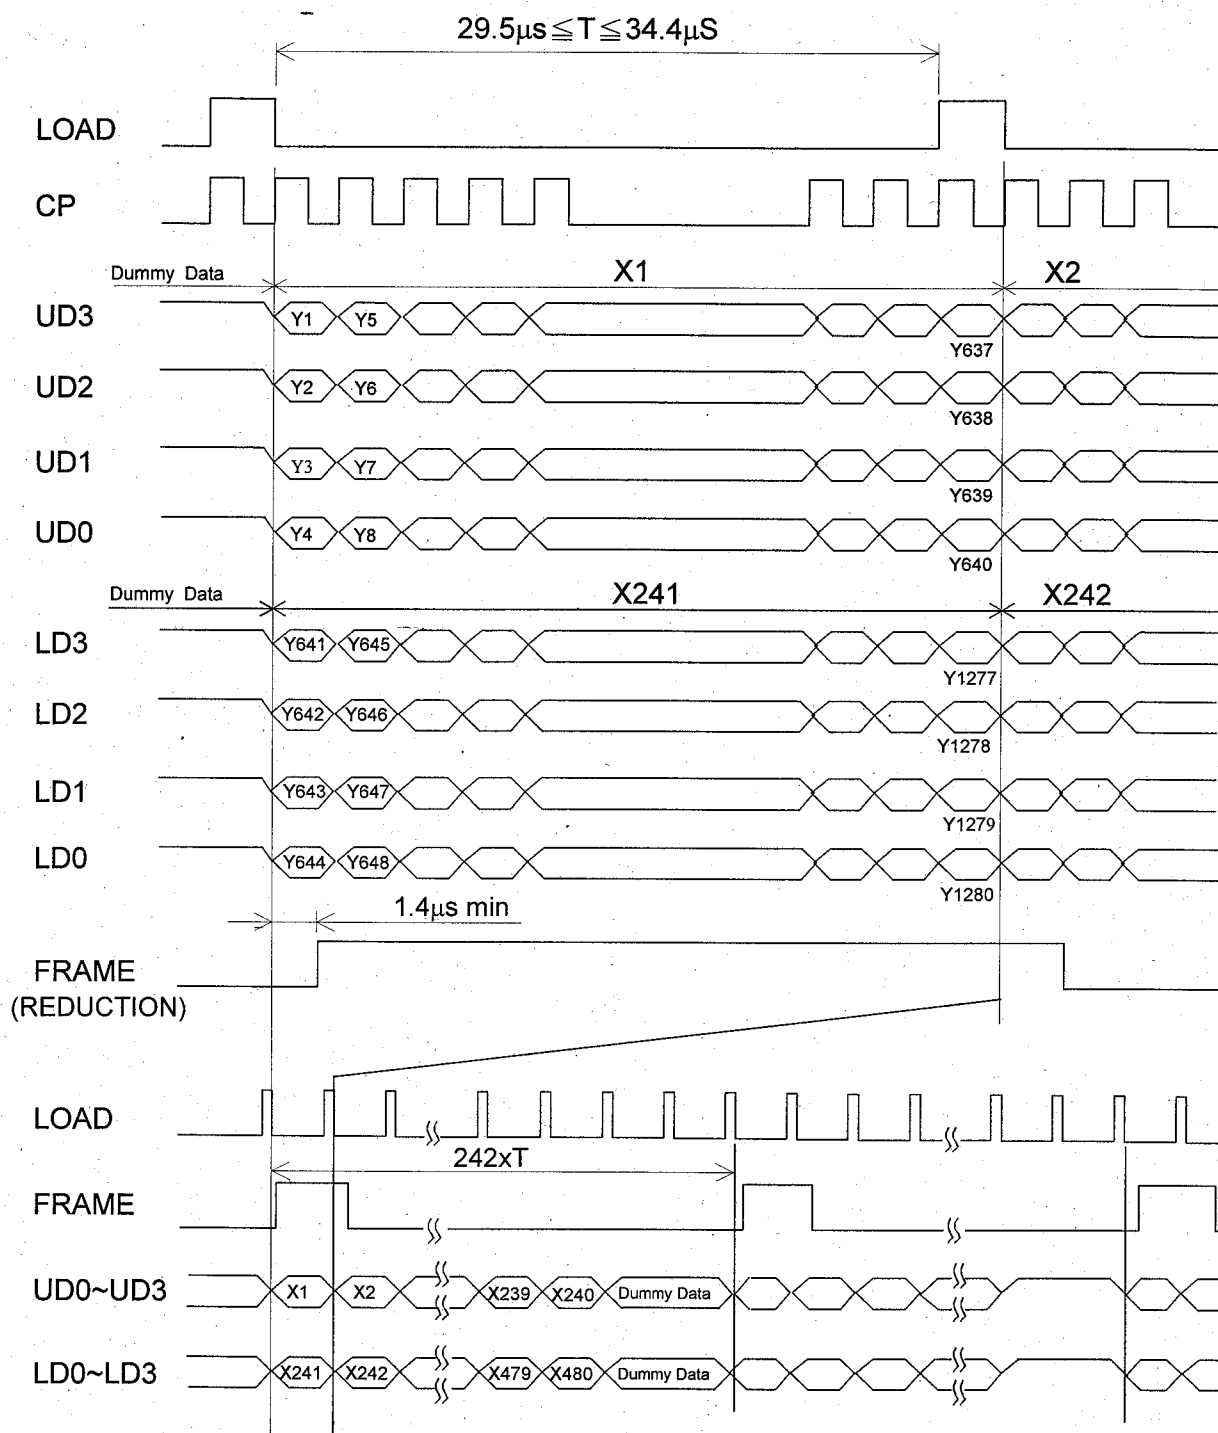 29.5μs≦T≦34.4μS
LOAD
CP
Dummy Data X1 X2
UD3 Y1 Y5
Y637
UD2 Y2 Y6
Y638
UD1 Y3 Y7
Y639
UD0 Y4 Y8
Y640
Dummy Data X241 X242
LD3 Y641 Y645
Y1277
LD2 Y642 Y646
Y1278
LD1 Y643 Y647
Y1279
LD0 Y644 Y648
Y1280
1.4μs min
FRAME
(REDUCTION)
LOAD
242xT
FRAME
UD0~UD3 X1 X2 X239 X240 Dummy Data
LD0~LD3 X241 X242 X479 X480 Dummy Data